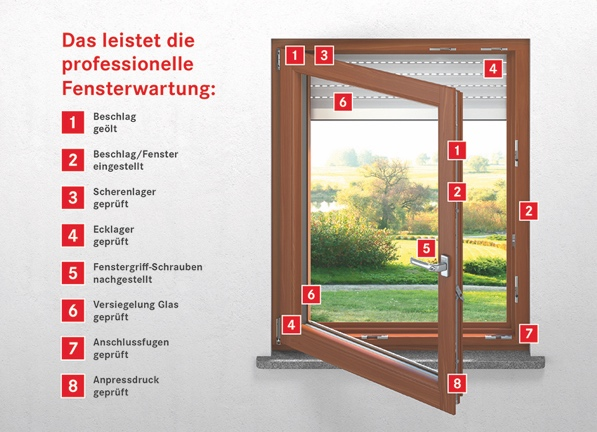 Das leistet die
professionelle
Fensterwartung:
1 Beschlag
geölt
2 Beschlag/Fenster
eingestellt
3 Scherenlager
geprüft
4 Ecklager
geprüft
5 Fenstergriff-Schrauben
nachgestellt
6 Versiegelung Glas
geprüft
7 Anschlussfugen
geprüft
8 Anpressdruck
geprüft
1 3
4
6
1
2
2
5
6
4
7
8